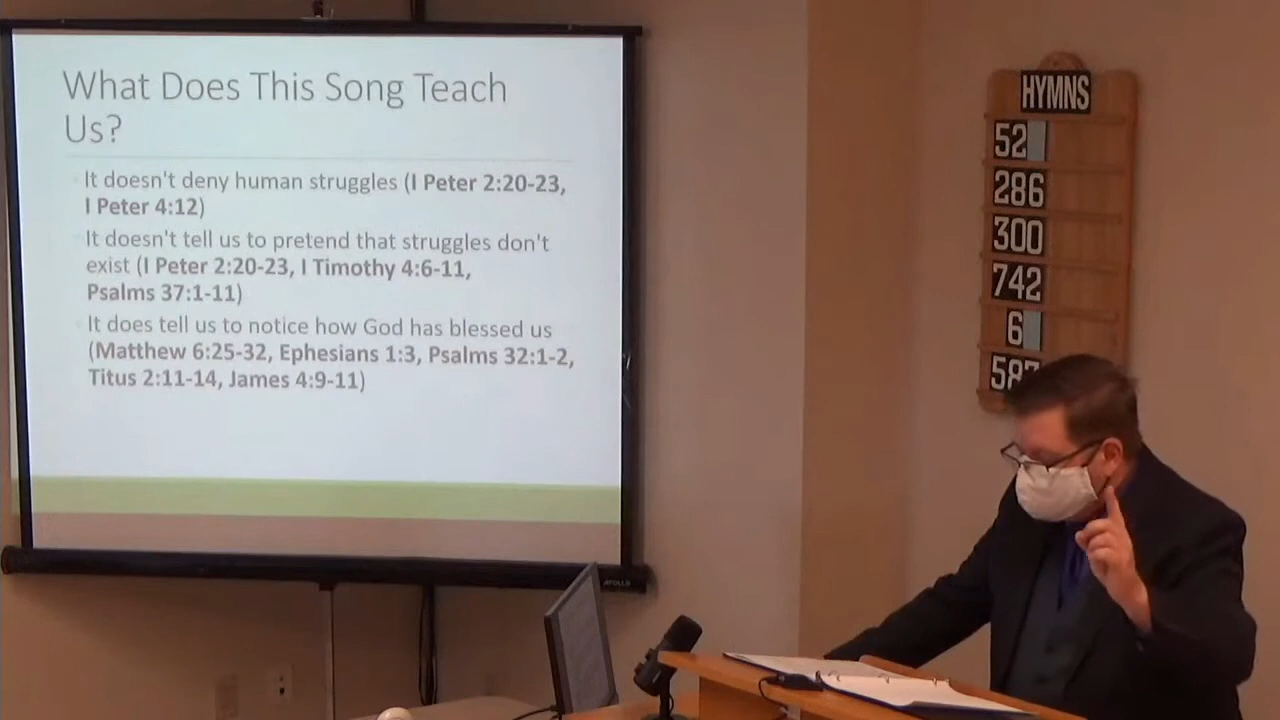 What Does This Song Teach
Us?
It doesn't deny human struggles (I Peter 2:20-23,
I Peter 4:12)
It doesn't tell us to pretend that struggles don't
exist (I Peter 2:20-23, I Timothy 4:6-11,
Psalms 37:1-11)
It does tell us to notice how God has blessed us
(Matthew 6:25-32, Ephesians 1:3, Psalms 32:1-2,
Titus 2:11-14, James 4:9-11)
APOLLO
HYMNS
52
286
300
742
6
587